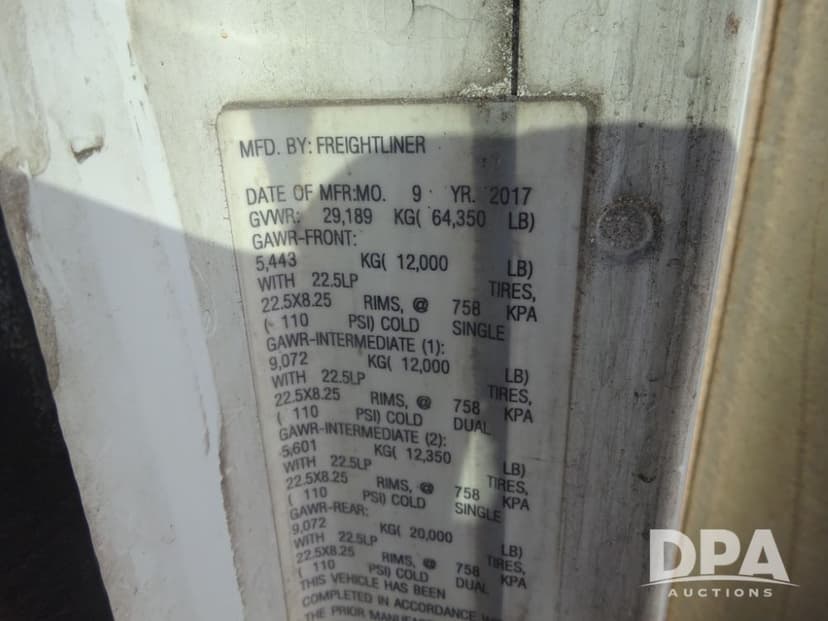 MFD. BY: FREIGHTLINER
DATE OF MFR:MO. 9 YR. 2017
GVWR: 29,189 KG( 64,350 LB)
GAWR-FRONT:
5,443 KG( 12,000 LB)
WITH 22.5LP TIRES,
22.5X8.25 RIMS, @ 758 KPA
( 110 PSI) COLD SINGLE
GAWR-INTERMEDIATE (1):
9,072 KG( 12,000 LB)
WITH 22.5LP TIRES,
22.5X8.25 RIMS, @ 758 KPA
( 110 PSI) COLD DUAL
GAWR-INTERMEDIATE (2):
5,601 KG( 12,350 LB)
WITH 22.5LP TIRES,
22.5X8.25 RIMS, @ 758 KPA
( 110 PSI) COLD SINGLE
GAWR-REAR:
9,072 KG( 20,000 LB)
WITH 22.5LP TIRES,
22.5X8.25 RIMS, @ 758 KPA
( 110 PSI) COLD DUAL
THIS VEHICLE HAS BEEN
COMPLETED IN ACCORDANCE
THE PRIOR
DPA
AUCTIONS